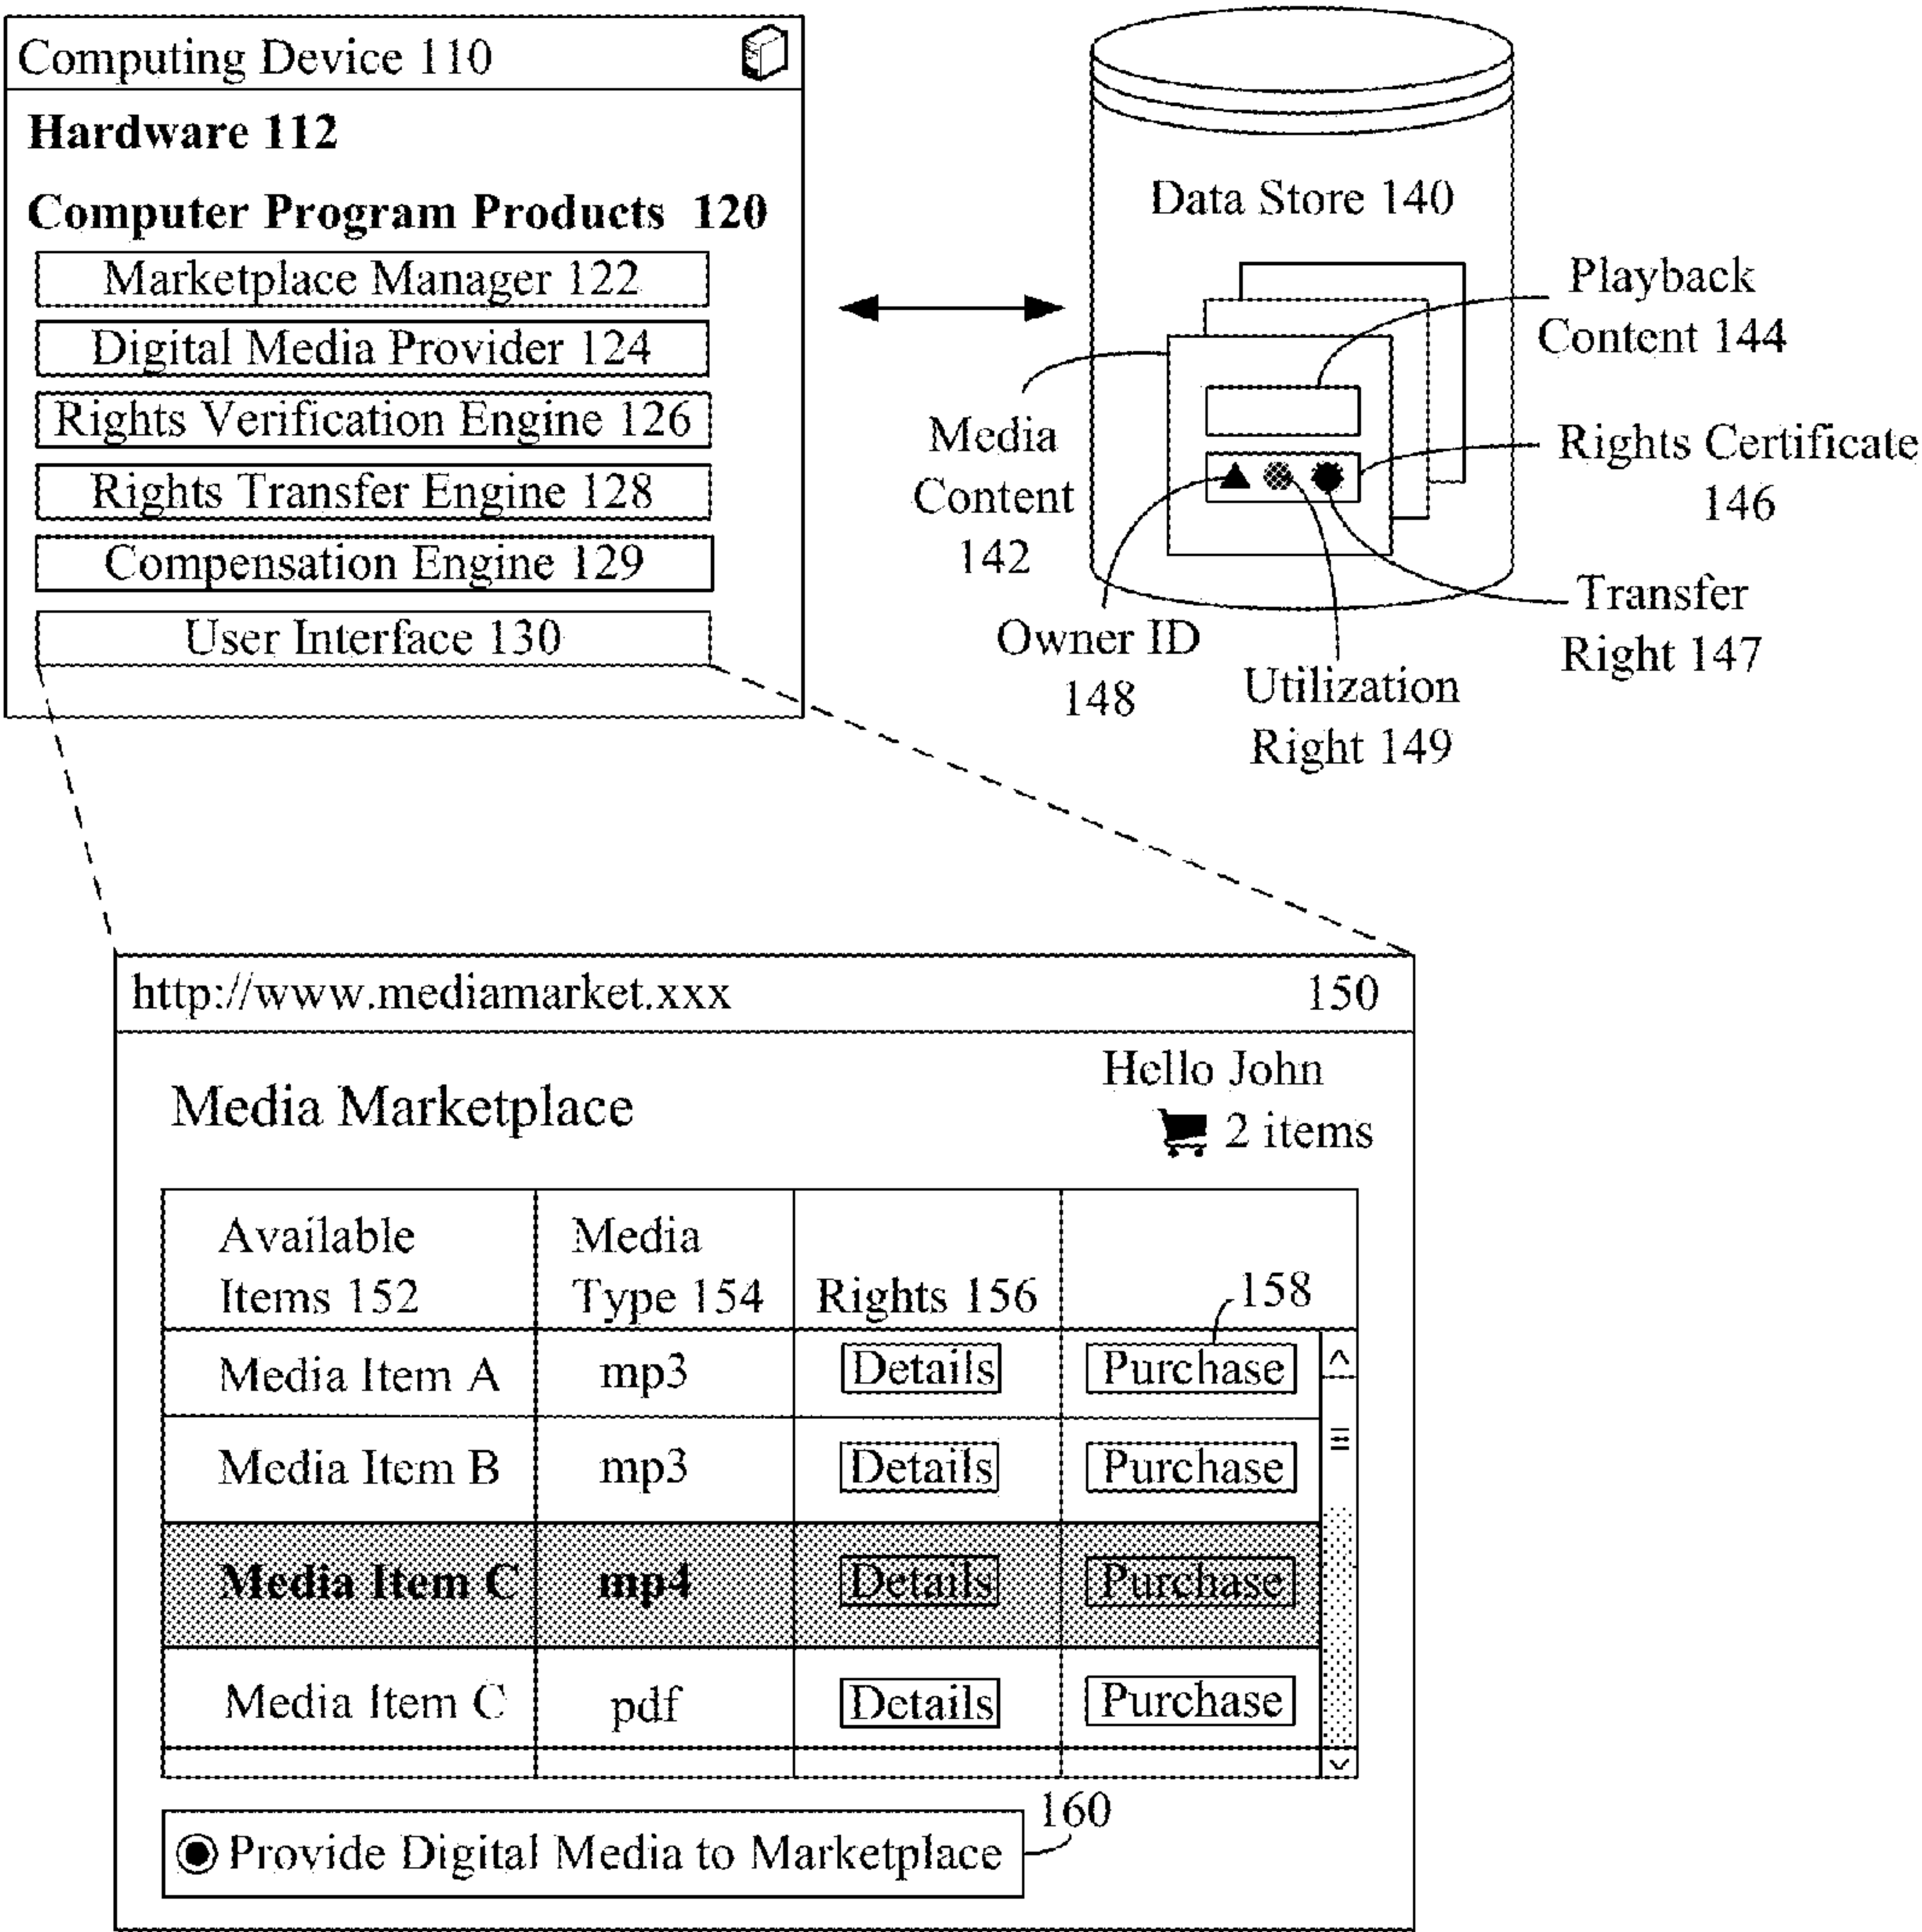 Computing Device 110
Hardware 112
Computer Program Products 120
Marketplace Manager 122
Digital Media Provider 124
Rights Verification Engine 126
Rights Transfer Engine 128
Compensation Engine 129
User Interface 130
Data Store 140
Playback
Content 144
Media
Content
142
Rights Certificate
146
Transfer
Right 147
Owner ID
148
Utilization
Right 149
http://www.mediamarket.xxx 150
Hello John
Media Marketplace
2 items
Available
Items 152
Media
Type 154
Rights 156
158
Media Item A mp3 Details Purchase
Media Item B mp3 Details Purchase
Media Item C mp4 Details Purchase
Media Item C pdf Details Purchase
160
Provide Digital Media to Marketplace